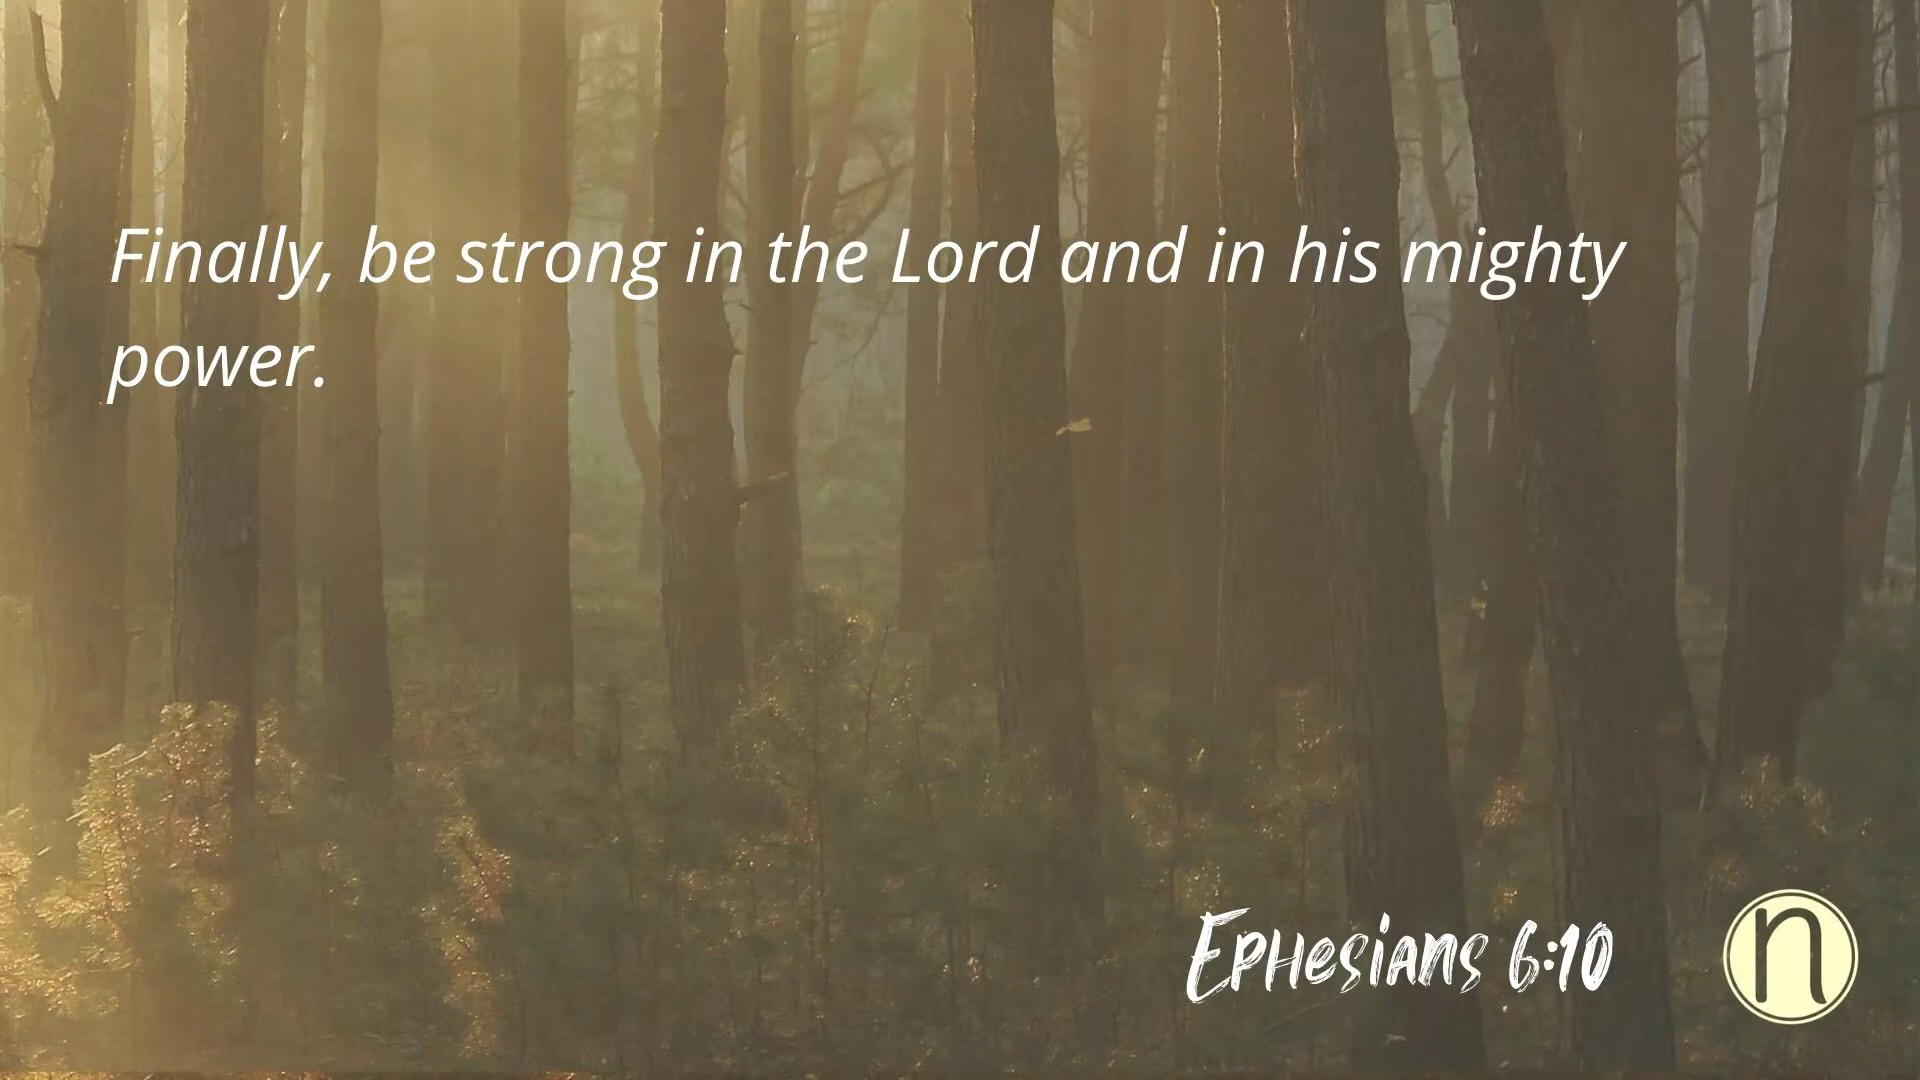 Finally, be strong in the Lord and in his mighty
power.
Ephesians 6:10
n